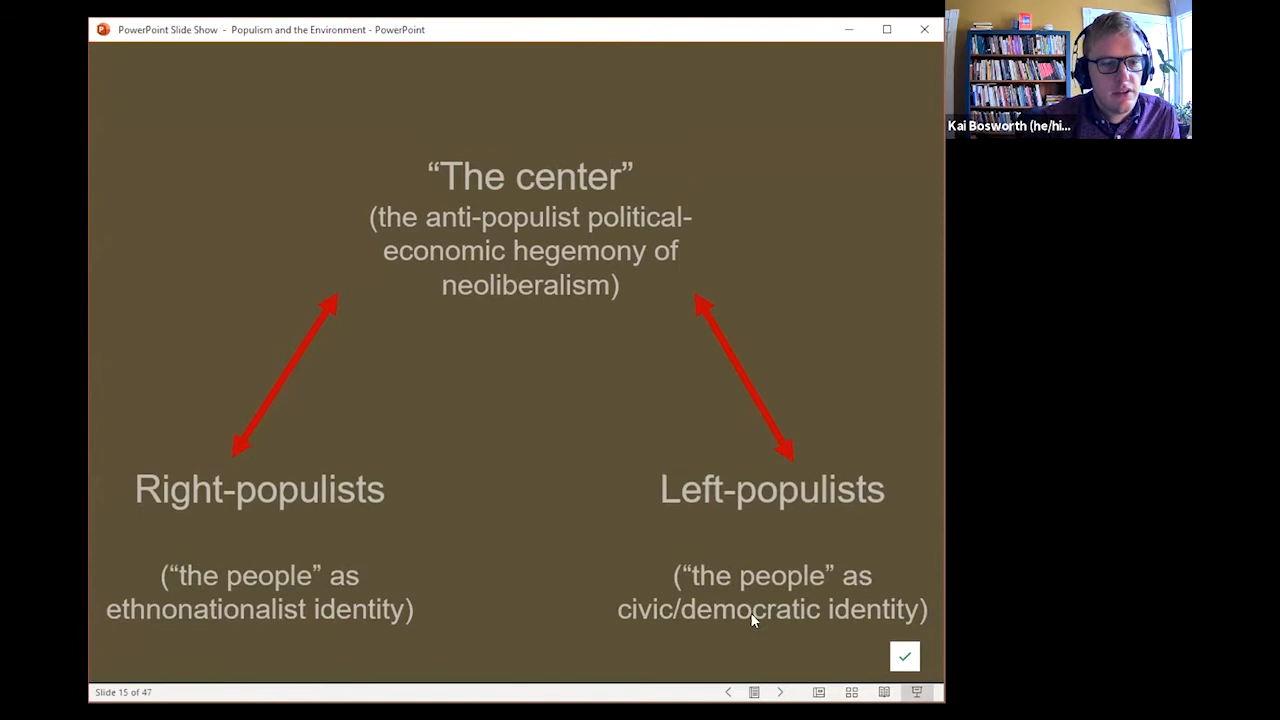 PowerPoint Slide Show - Populism and the Environment - PowerPoint
Kai Bosworth (he/hi...
“The center”
(the anti-populist political-
economic hegemony of
neoliberalism)
Right-populists
Left-populists
(“the people” as
ethnonationalist identity)
(“the people” as
civic/democratic identity)
Slide 15 of 47